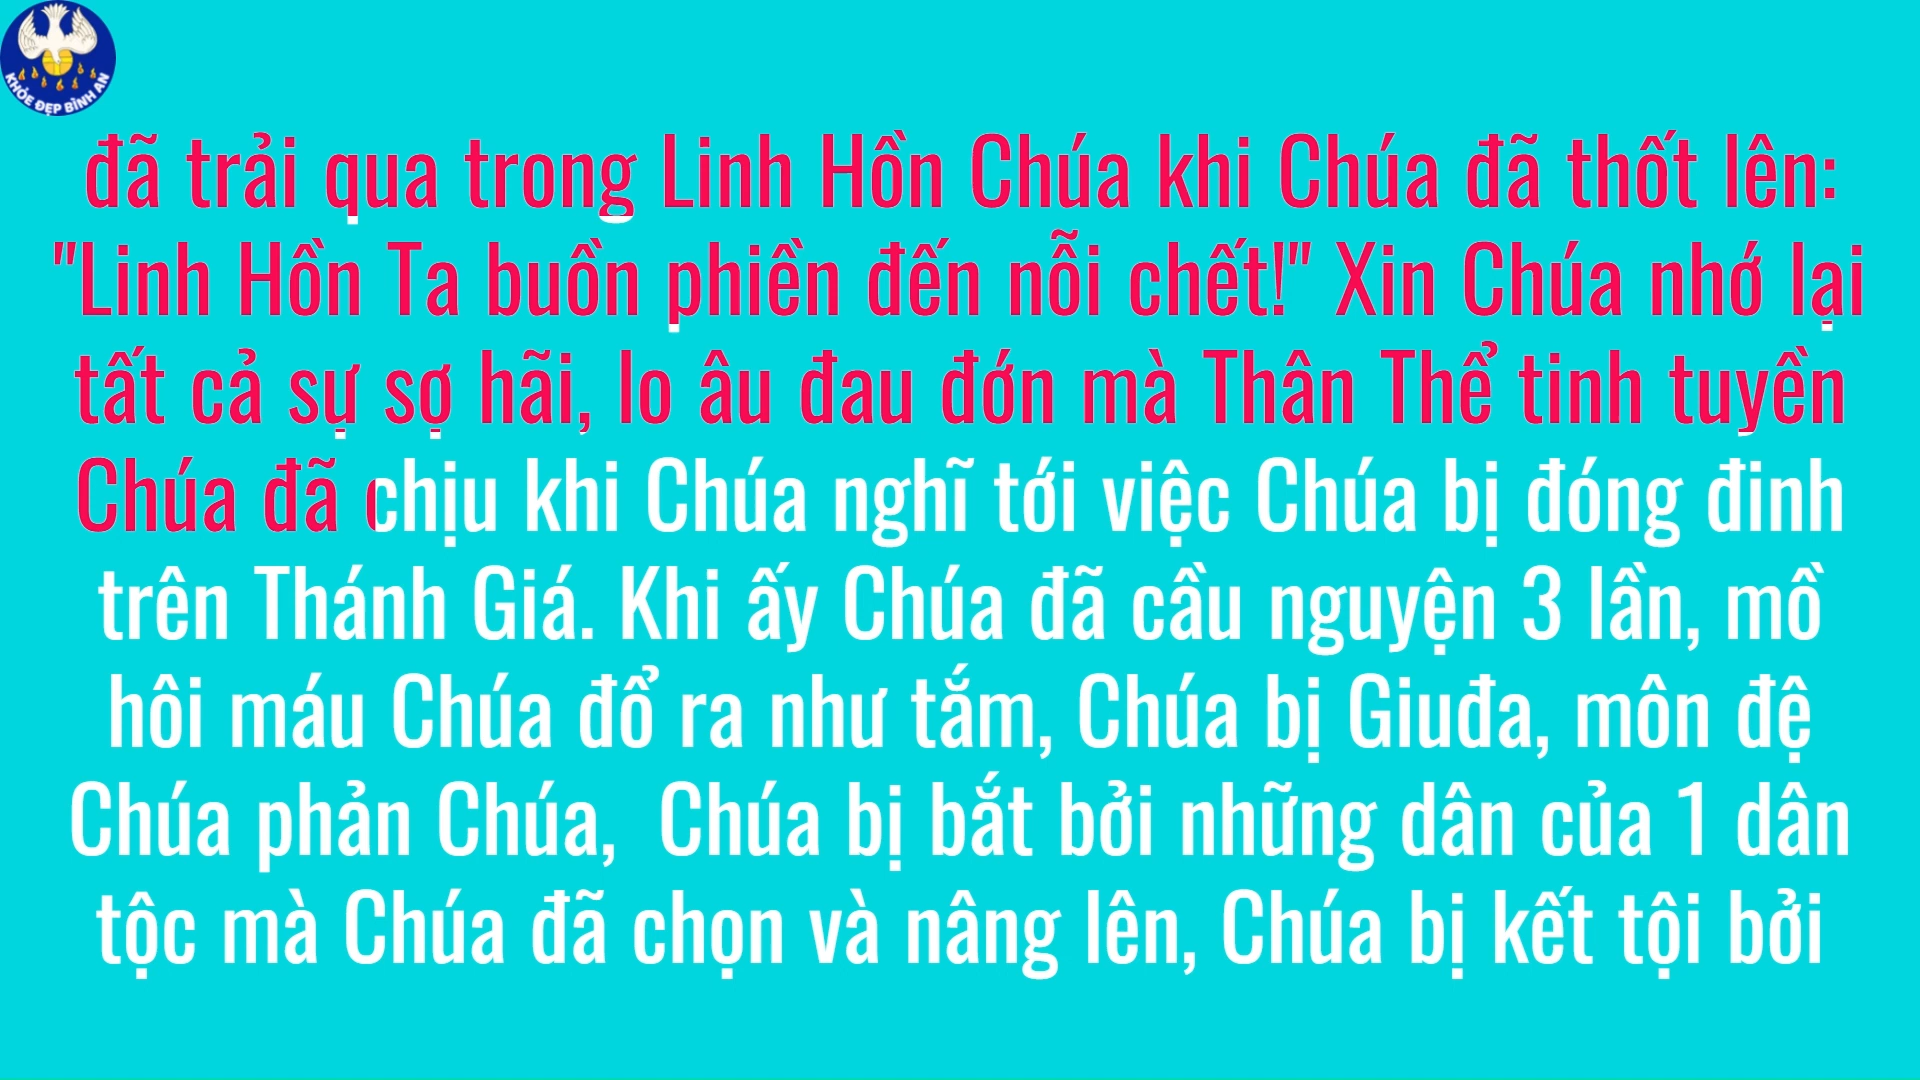 KHỎE ĐẸP BÌNH AN
đã trải qua trong Linh Hồn Chúa khi Chúa đã thốt lên:
"Linh Hồn Ta buồn phiền đến nỗi chết!" Xin Chúa nhớ lại
tất cả sự sợ hãi, lo âu đau đớn mà Thân Thể tinh tuyền
Chúa đã chịu khi Chúa nghĩ tới việc Chúa bị đóng đinh
trên Thánh Giá. Khi ấy Chúa đã cầu nguyện 3 lần, mồ
hôi máu Chúa đổ ra như tắm, Chúa bị Giuđa, môn đệ
Chúa phản Chúa,  Chúa bị bắt bởi những dân của 1 dân
tộc mà Chúa đã chọn và nâng lên, Chúa bị kết tội bởi